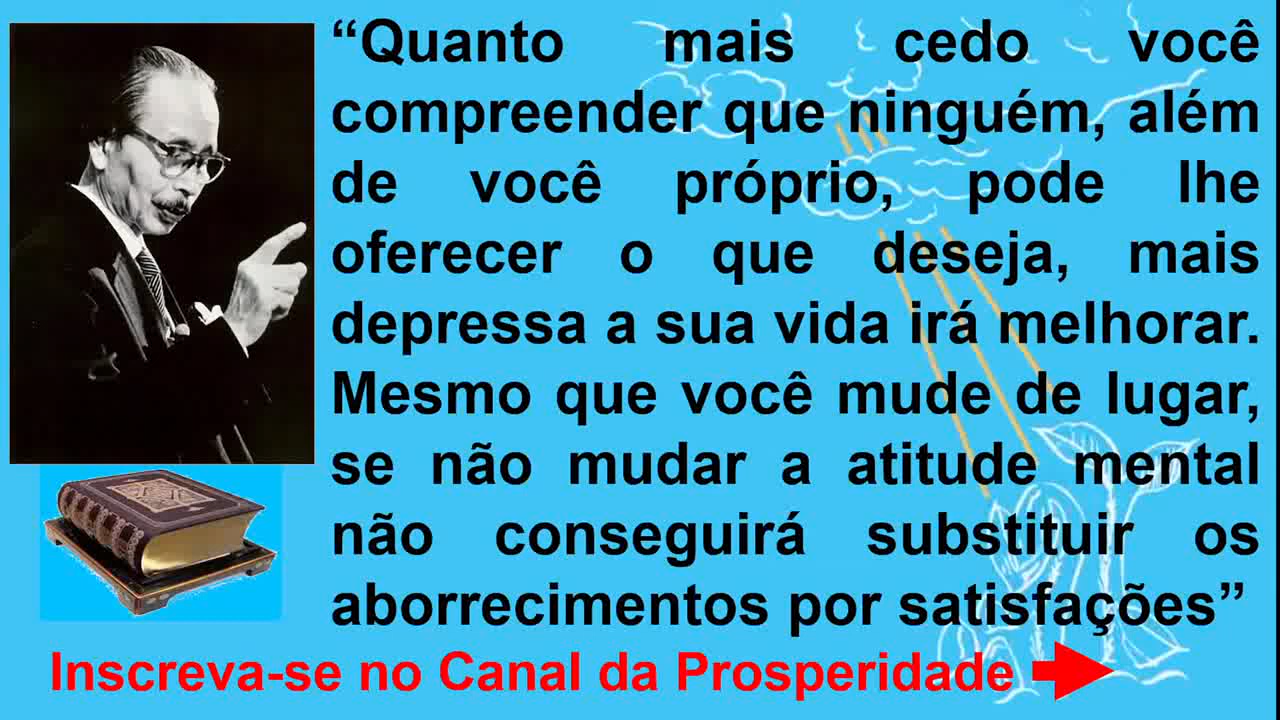 “Quanto mais cedo você
compreender que ninguém, além
de você próprio, pode lhe
oferecer o que deseja, mais
depressa a sua vida irá melhorar.
Mesmo que você mude de lugar,
se não mudar a atitude mental
não conseguirá substituir os
aborrecimentos por satisfações”
Inscreva-se no Canal da Prosperidade